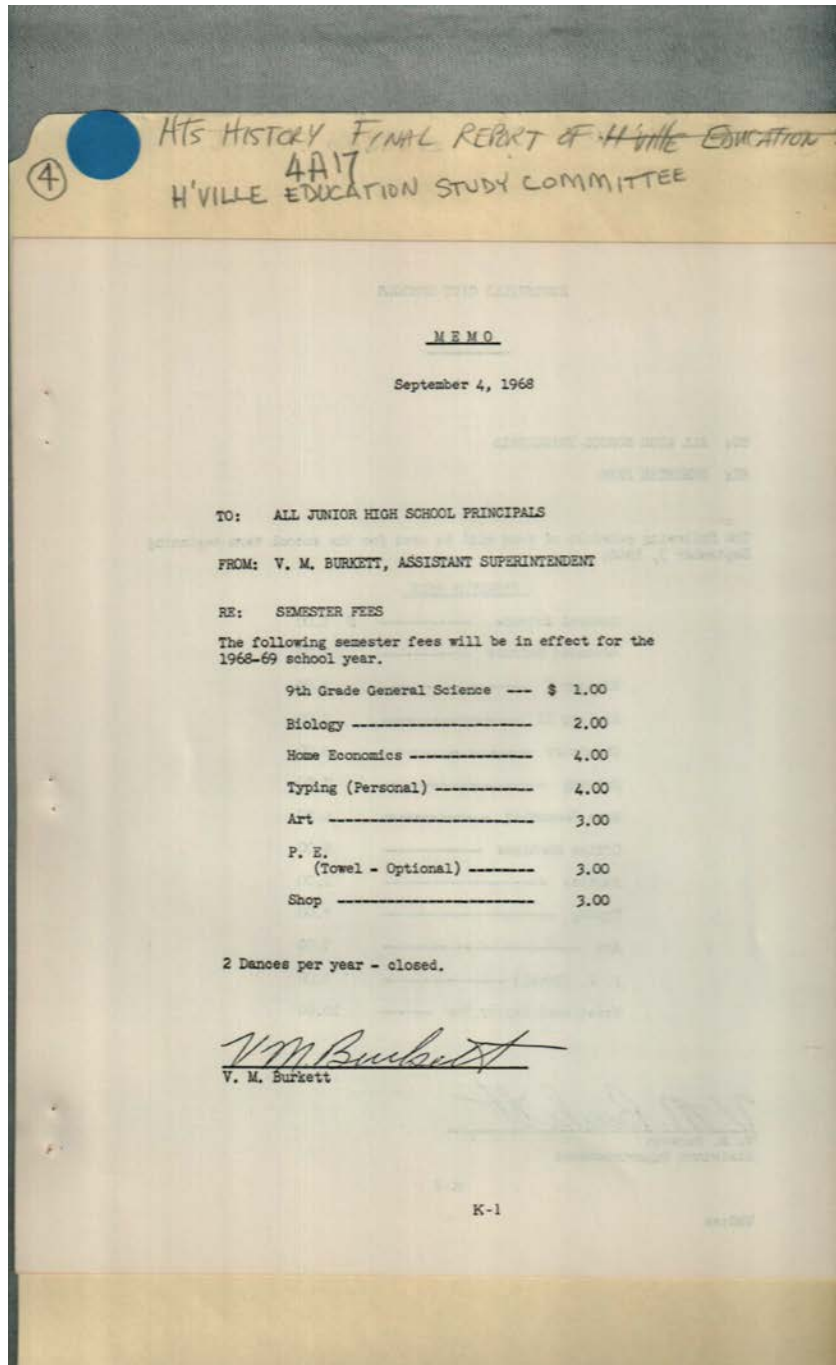 HTS HISTORY FINAL REPORT OF H'VILLE EDUCATION
4A17
④
H'VILLE EDUCATION STUDY COMMITTEE
MEMO
September 4, 1968
TO: ALL JUNIOR HIGH SCHOOL PRINCIPALS
FROM: V. M. BURKETT, ASSISTANT SUPERINTENDENT
RE: SEMESTER FEES
The following semester fees will be in effect for the
1968-69 school year.
9th Grade General Science --- $ 1.00
Biology ---------------------- 2.00
Home Economics --------------- 4.00
Typing (Personal) ------------ 4.00
Art ------------------------- 3.00
P. E.
(Towel - Optional) -------- 3.00
Shop ------------------------ 3.00
2 Dances per year - closed.
VM Burkett
V. M. Burkett
K-1